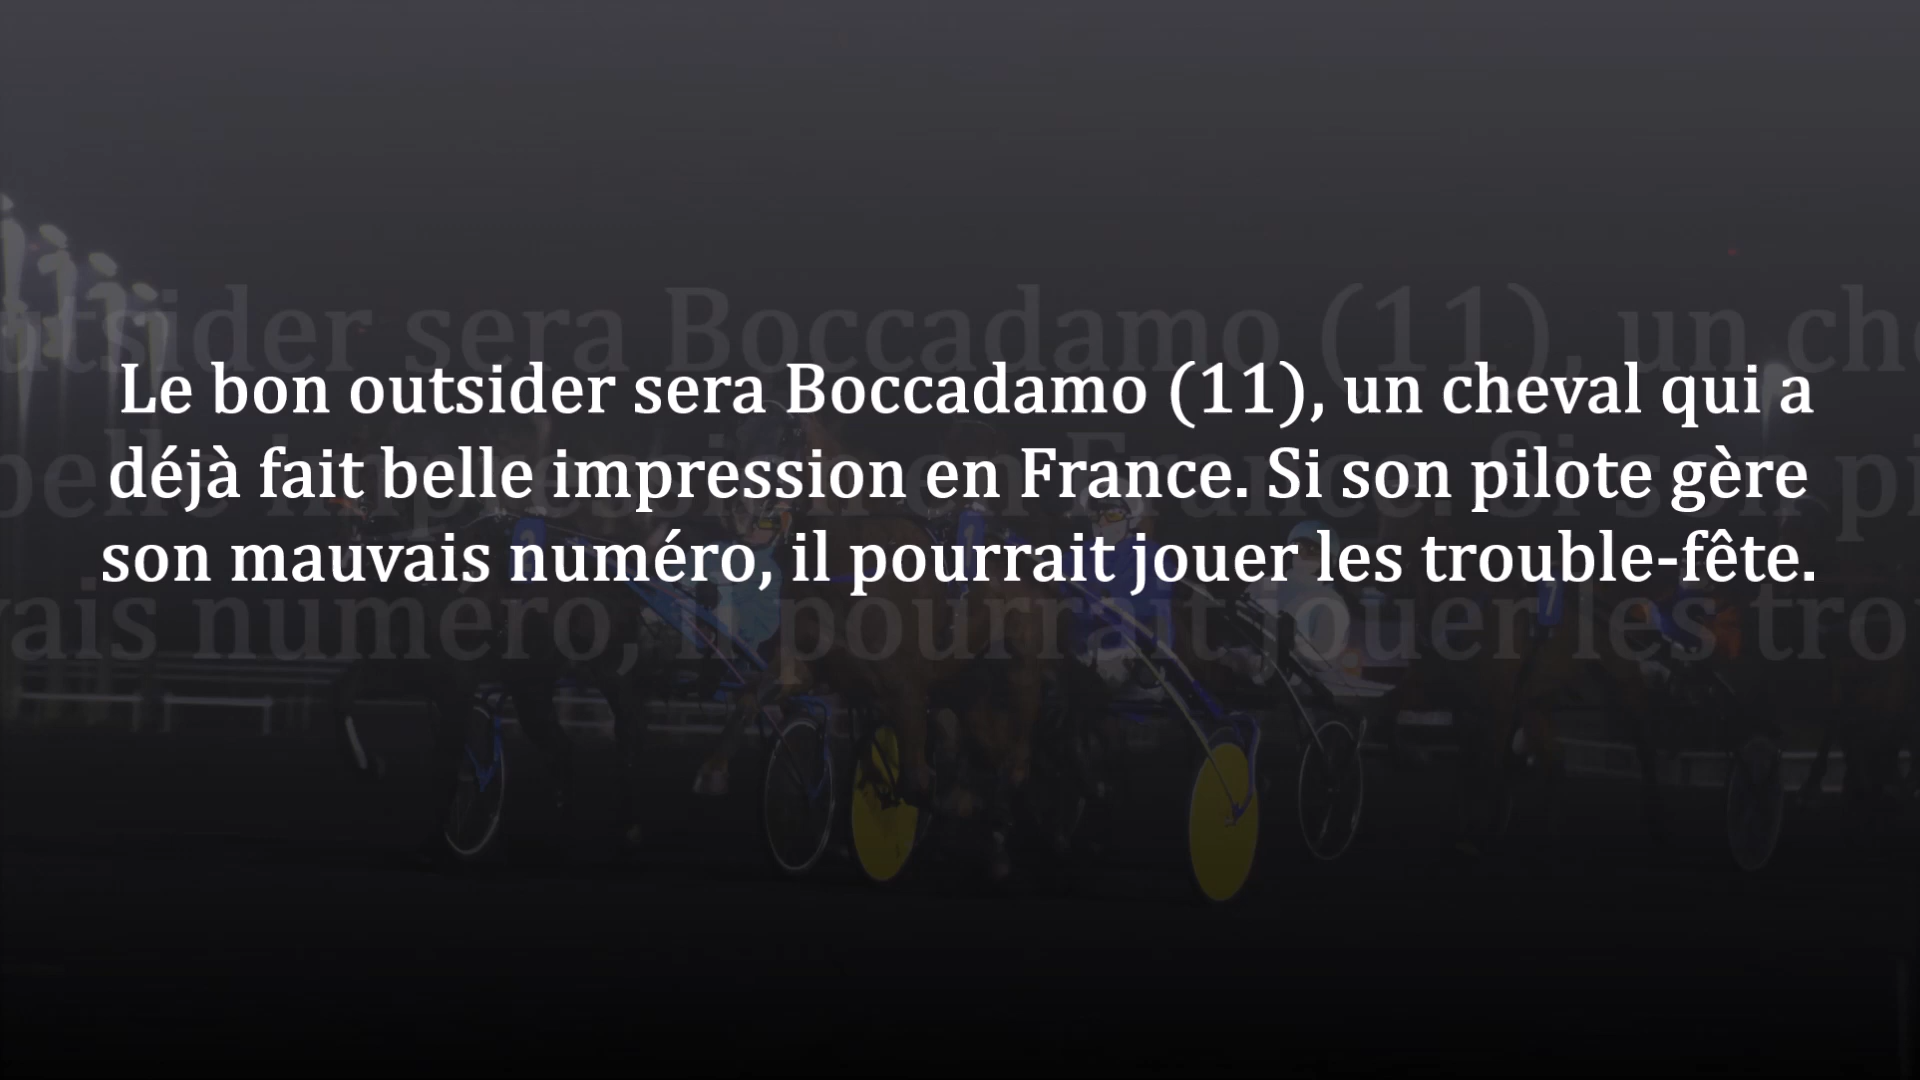 Le bon outsider sera Boccadamo (11), un cheval qui a
déjà fait belle impression en France. Si son pilote gère
son mauvais numéro, il pourrait jouer les trouble-fête.